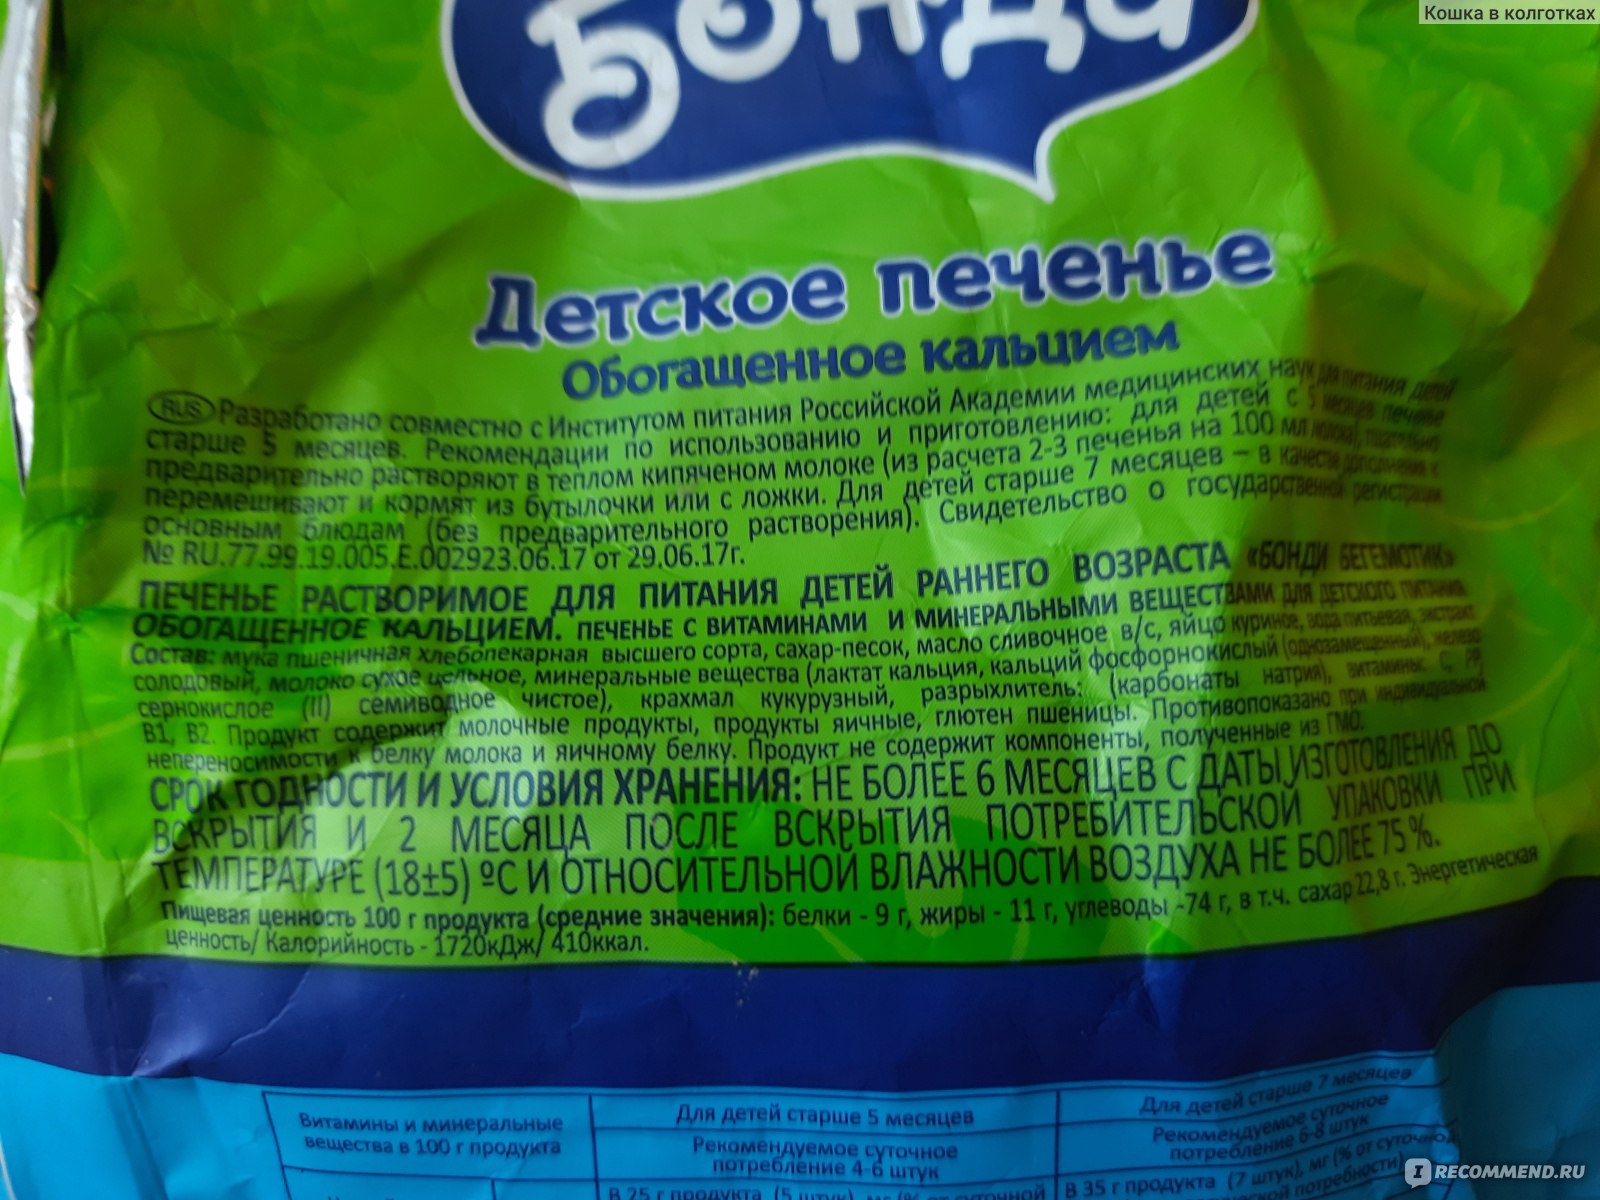 Кошка в колготках
Бонди
Детское печенье
Обогащенное кальцием
RUS Разработано совместно с Институтом питания Российской Академии медицинских наук для питания детей
старше 5 месяцев. Рекомендации по использованию и приготовлению: для детей с 5 месяцев печенье
предварительно растворяют в теплом кипяченом молоке (из расчета 2-3 печенья на 100 мл молока), тщательно
перемешивают и кормят из бутылочки или с ложки. Для детей старше 7 месяцев – в качестве дополнения к
основным блюдам (без предварительного растворения). Свидетельство о государственной регистрации
№ RU.77.99.19.005.Е.002923.06.17 от 29.06.17г.
ПЕЧЕНЬЕ РАСТВОРИМОЕ ДЛЯ ПИТАНИЯ ДЕТЕЙ РАННЕГО ВОЗРАСТА «БОНДИ БЕГЕМОТИК»
ОБОГАЩЕННОЕ КАЛЬЦИЕМ. ПЕЧЕНЬЕ С ВИТАМИНАМИ И МИНЕРАЛЬНЫМИ ВЕЩЕСТВАМИ ДЛЯ ДЕТСКОГО ПИТАНИЯ.
Состав: мука пшеничная хлебопекарная высшего сорта, сахар-песок, масло сливочное в/с, яйцо куриное, вода питьевая, экстракт
солодовый, молоко сухое цельное, минеральные вещества (лактат кальция, кальций фосфорнокислый (однозамещенный), железо
сернокислое (II) семиводное чистое), крахмал кукурузный, разрыхлитель: (карбонаты натрия), витамины: С, РР,
В1, В2. Продукт содержит молочные продукты, продукты яичные, глютен пшеницы. Противопоказано при индивидуальной
непереносимости к белку молока и яичному белку. Продукт не содержит компоненты, полученные из ГМО.
СРОК ГОДНОСТИ И УСЛОВИЯ ХРАНЕНИЯ: НЕ БОЛЕЕ 6 МЕСЯЦЕВ С ДАТЫ ИЗГОТОВЛЕНИЯ ДО
ВСКРЫТИЯ И 2 МЕСЯЦА ПОСЛЕ ВСКРЫТИЯ ПОТРЕБИТЕЛЬСКОЙ УПАКОВКИ ПРИ
ТЕМПЕРАТУРЕ (18±5) ºС И ОТНОСИТЕЛЬНОЙ ВЛАЖНОСТИ ВОЗДУХА НЕ БОЛЕЕ 75 %.
Пищевая ценность 100 г продукта (средние значения): белки - 9 г, жиры - 11 г, углеводы -74 г, в т.ч. сахар 22,8 г. Энергетическая
ценность/ Калорийность - 1720кДж/ 410ккал.
Витамины и минеральные
вещества в 100 г продукта
Для детей старше 5 месяцев
Рекомендуемое суточное
потребление 4-6 штук
В 25 г продукта (5 штук), мг (% от суточной
Для детей старше 7 месяцев
Рекомендуемое суточное
потребление 6-8 штук
В 35 г продукта (7 штук), мг (% от суточной
потребности)
IRECOMMEND.RU